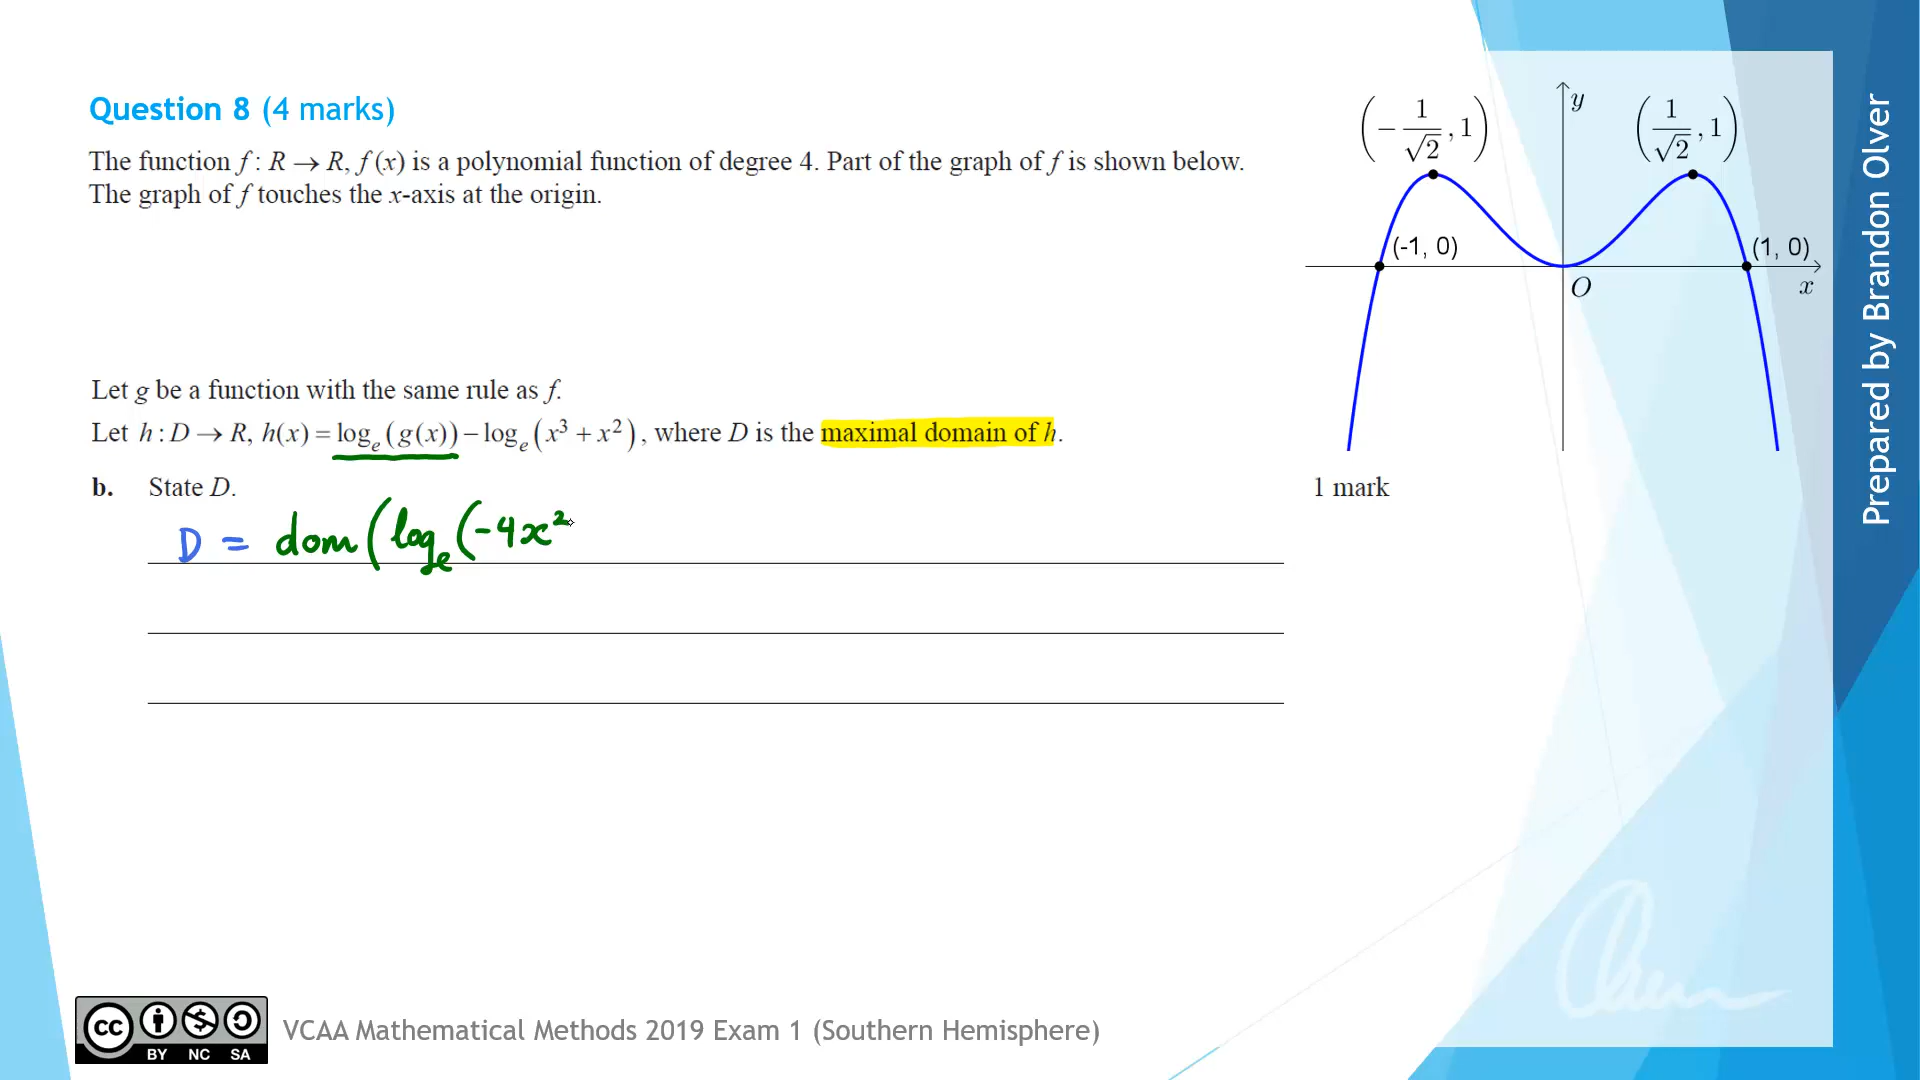 Question 8 (4 marks)
The function f : R → R, f (x) is a polynomial function of degree 4. Part of the graph of f is shown below.
The graph of f touches the x-axis at the origin.
(-1/√2, 1)
y
(1/√2, 1)
(-1, 0)
(1, 0)
O
x
Let g be a function with the same rule as f.
Let h : D → R, h(x) = logₑ (g(x)) − logₑ (x³ + x²), where D is the maximal domain of h.
b. State D. 1 mark
D = dom (logₑ (-4x²
Prepared by Brandon Olver
cc BY NC SA
VCAA Mathematical Methods 2019 Exam 1 (Southern Hemisphere)